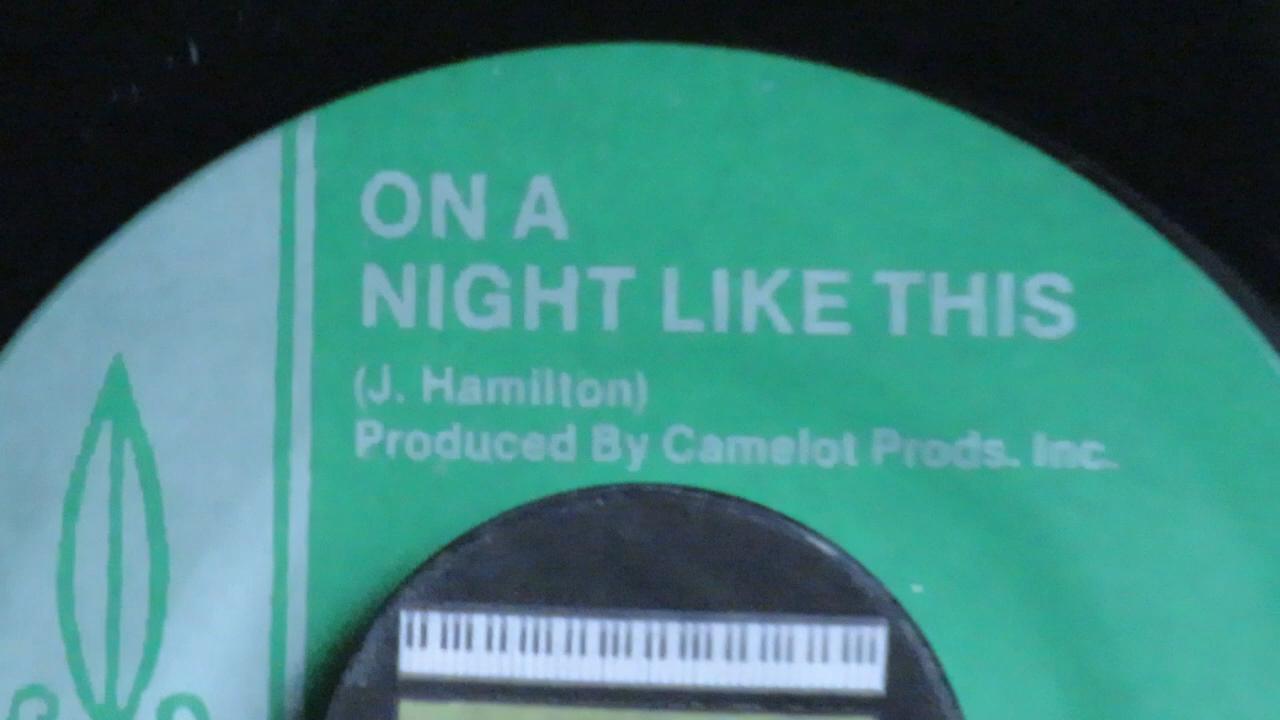 ON A
NIGHT LIKE THIS
(J. Hamilton)
Produced By Camelot Prods. Inc.